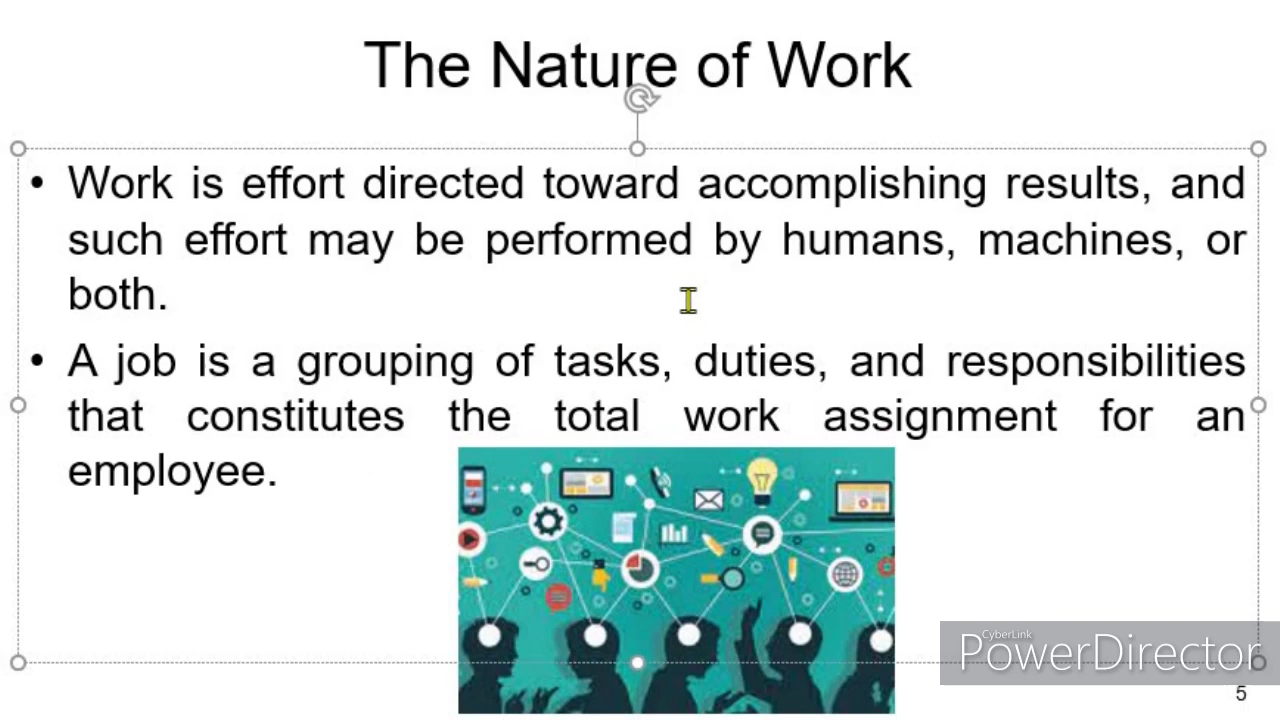 The Nature of Work
• Work is effort directed toward accomplishing results, and
such effort may be performed by humans, machines, or
both.
• A job is a grouping of tasks, duties, and responsibilities
that constitutes the total work assignment for an
employee.
CyberLink
PowerDirector
5